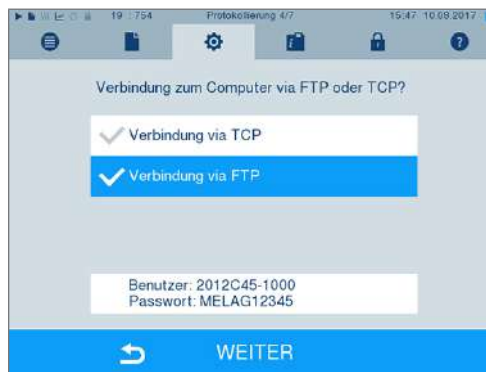 19 : 754 Protokollierung 4/7 15:47 10.08.2017
Verbindung zum Computer via FTP oder TCP?
Verbindung via TCP
Verbindung via FTP
Benutzer: 2012C45-1000
Passwort: MELAG12345
WEITER